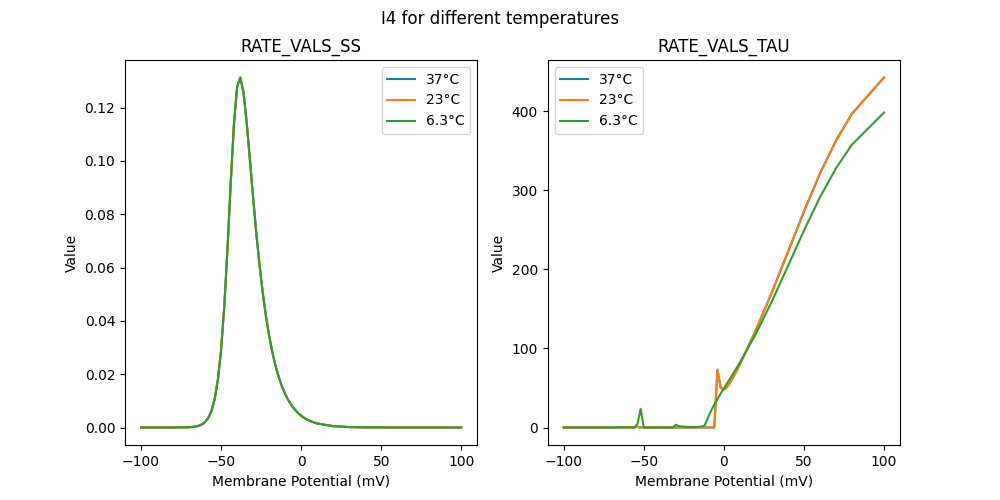 I4 for different temperatures
RATE_VALS_SS
37°C
23°C
6.3°C
0.12
0.10
0.08
0.06
0.04
0.02
0.00
Value
−100
−50
0
50
100
Membrane Potential (mV)
RATE_VALS_TAU
37°C
23°C
6.3°C
400
300
200
100
0
Value
−100
−50
0
50
100
Membrane Potential (mV)